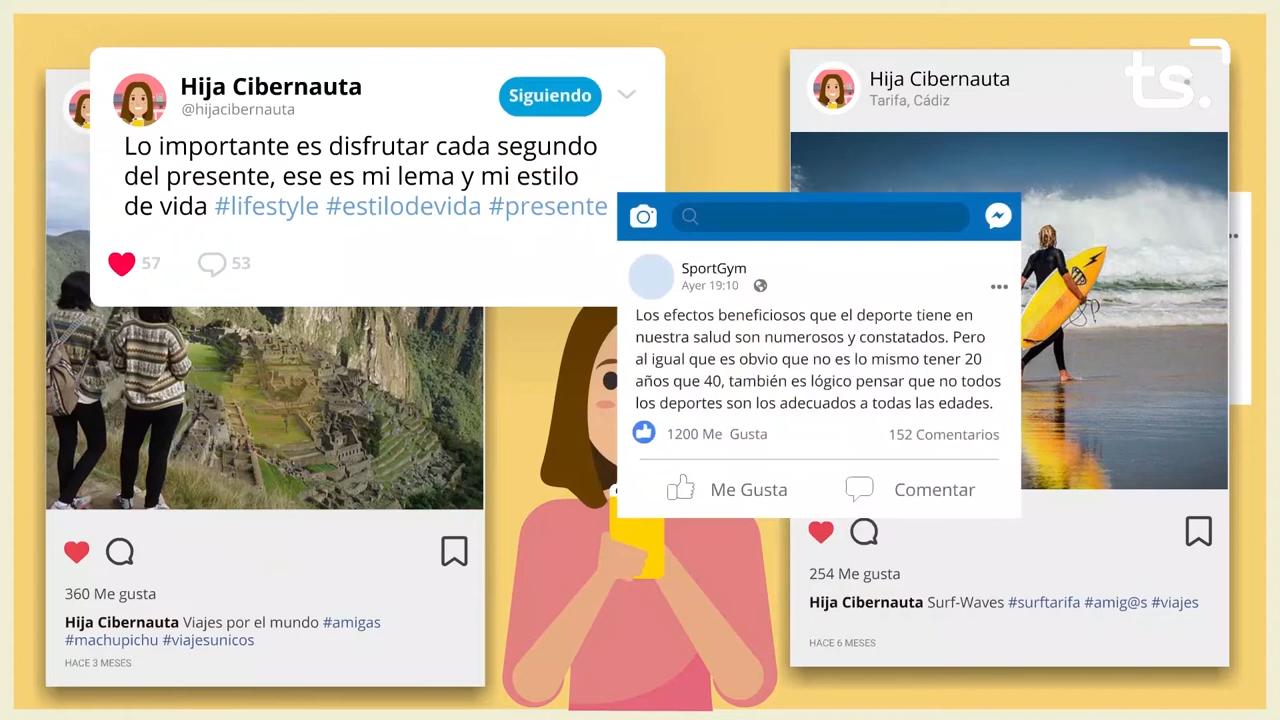 Hija Cibernauta
@hijacibernauta
Siguiendo
Lo importante es disfrutar cada segundo
del presente, ese es mi lema y mi estilo
de vida #lifestyle #estilodevida #presente
57
53
360 Me gusta
Hija Cibernauta Viajes por el mundo #amigas
#machupichu #viajesunicos
HACE 3 MESES
SportGym
Ayer 19:10
Los efectos beneficiosos que el deporte tiene en
nuestra salud son numerosos y constatados. Pero
al igual que es obvio que no es lo mismo tener 20
años que 40, también es lógico pensar que no todos
los deportes son los adecuados a todas las edades.
1200 Me Gusta
152 Comentarios
Me Gusta
Comentar
Hija Cibernauta
Tarifa, Cádiz
ts.
254 Me gusta
Hija Cibernauta Surf-Waves #surftarifa #amig@s #viajes
HACE 6 MESES